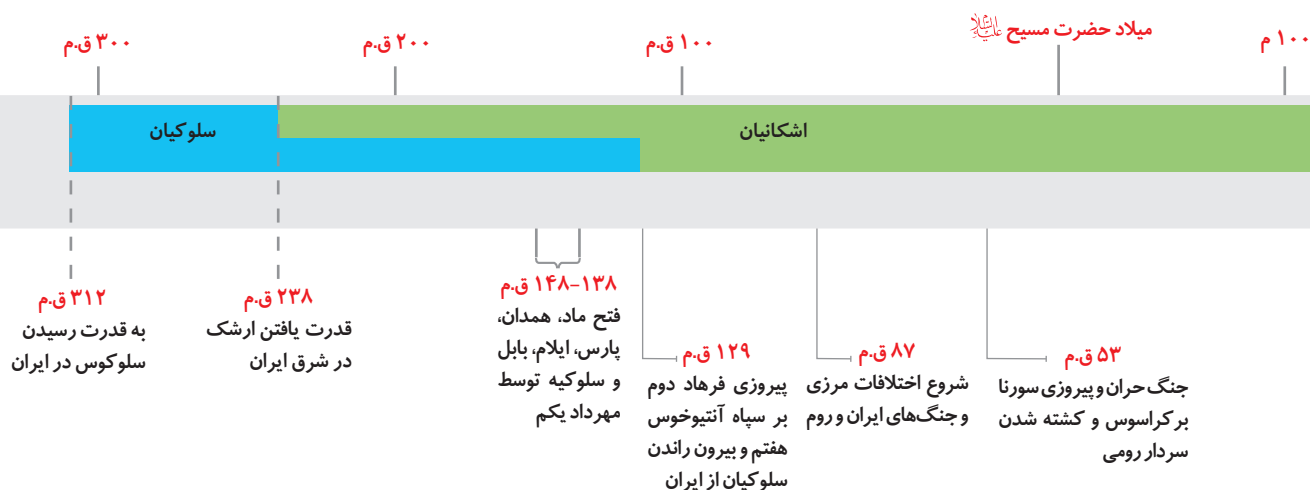 ۳۰۰ ق.م
۲۰۰ ق.م
۱۰۰ ق.م
میلاد حضرت مسیح علیه‌السلام
۱۰۰ م
سلوکیان
اشکانیان
۳۱۲ ق.م
به قدرت رسیدن
سلوکوس در ایران
۲۳۸ ق.م
قدرت یافتن ارشک
در شرق ایران
۱۴۸–۱۳۸ ق.م
فتح ماد، همدان،
پارس، ایلام، بابل
و سلوکیه توسط
مهرداد یکم
۱۲۹ ق.م
پیروزی فرهاد دوم
بر سپاه آنتیوخوس
هفتم و بیرون راندن
سلوکیان از ایران
۸۷ ق.م
شروع اختلافات مرزی
و جنگ‌های ایران و روم
۵۳ ق.م
جنگ حران و پیروزی سورنا
بر کراسوس و کشته شدن
سردار رومی